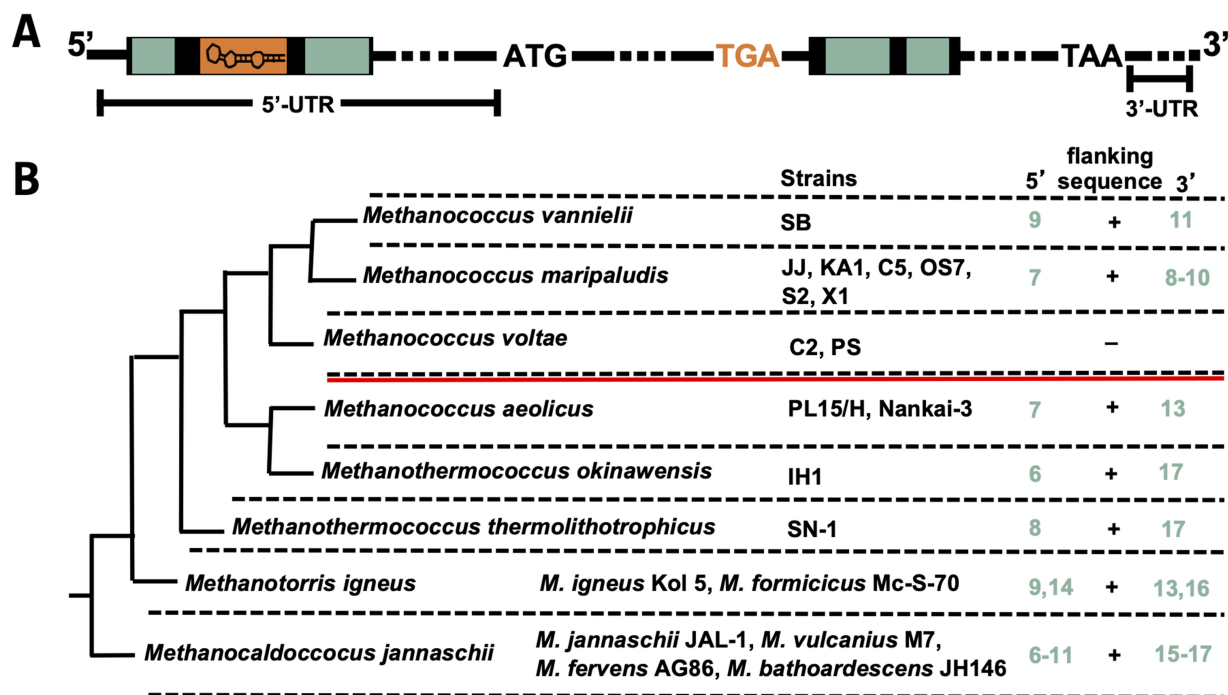 A
5’
ATG
TGA
TAA
3’
5’-UTR
3’-UTR
B
flanking
Strains 5’ sequence 3’
Methanococcus vannielii SB 9 + 11
Methanococcus maripaludis JJ, KA1, C5, OS7, 7 + 8-10
S2, X1
Methanococcus voltae C2, PS –
Methanococcus aeolicus PL15/H, Nankai-3 7 + 13
Methanothermococcus okinawensis IH1 6 + 17
Methanothermococcus thermolithotrophicus SN-1 8 + 17
Methanotorris igneus M. igneus Kol 5, M. formicicus Mc-S-70 9,14 + 13,16
Methanocaldoccocus jannaschii M. jannaschii JAL-1, M. vulcanius M7, 6-11 + 15-17
M. fervens AG86, M. bathoardescens JH146